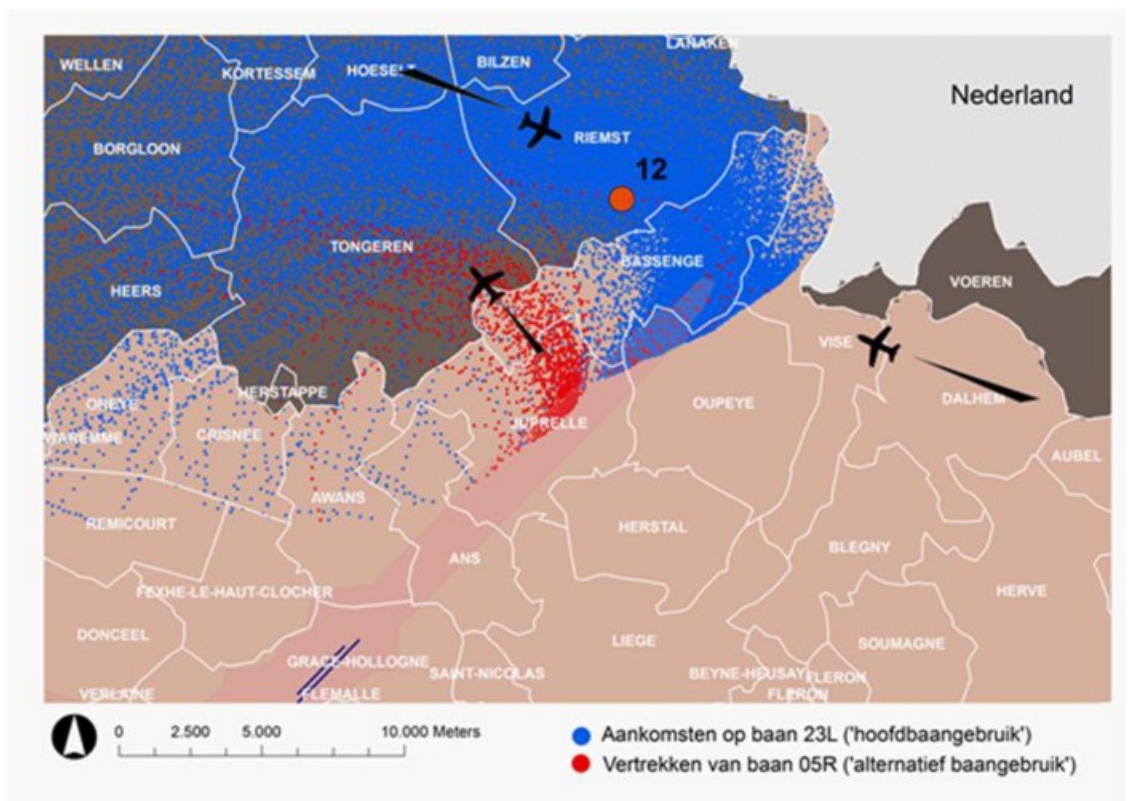 LANAKEN
WELLEN
KORTESSEM
HOESELT
BILZEN
Nederland
RIEMST
BORGLOON
12
TONGEREN
BASSENGE
HEERS
VOEREN
VISE
HERSTAPPE
OREYE
DALHEM
OUPEYE
JUPRELLE
WAREMME
CRISNEE
AUBEL
AWANS
REMICOURT
HERSTAL
BLEGNY
ANS
FEXHE-LE-HAUT-CLOCHER
HERVE
DONCEEL
LIEGE
SOUMAGNE
GRACE-HOLLOGNE
SAINT-NICOLAS
BEYNE-HEUSAY
FLERON
VERLAINE
FLEMALLE
FLERON
0 2.500 5.000 10.000 Meters
Aankomsten op baan 23L ('hoofdbaangebruik')
Vertrekken van baan 05R ('alternatief baangebruik')